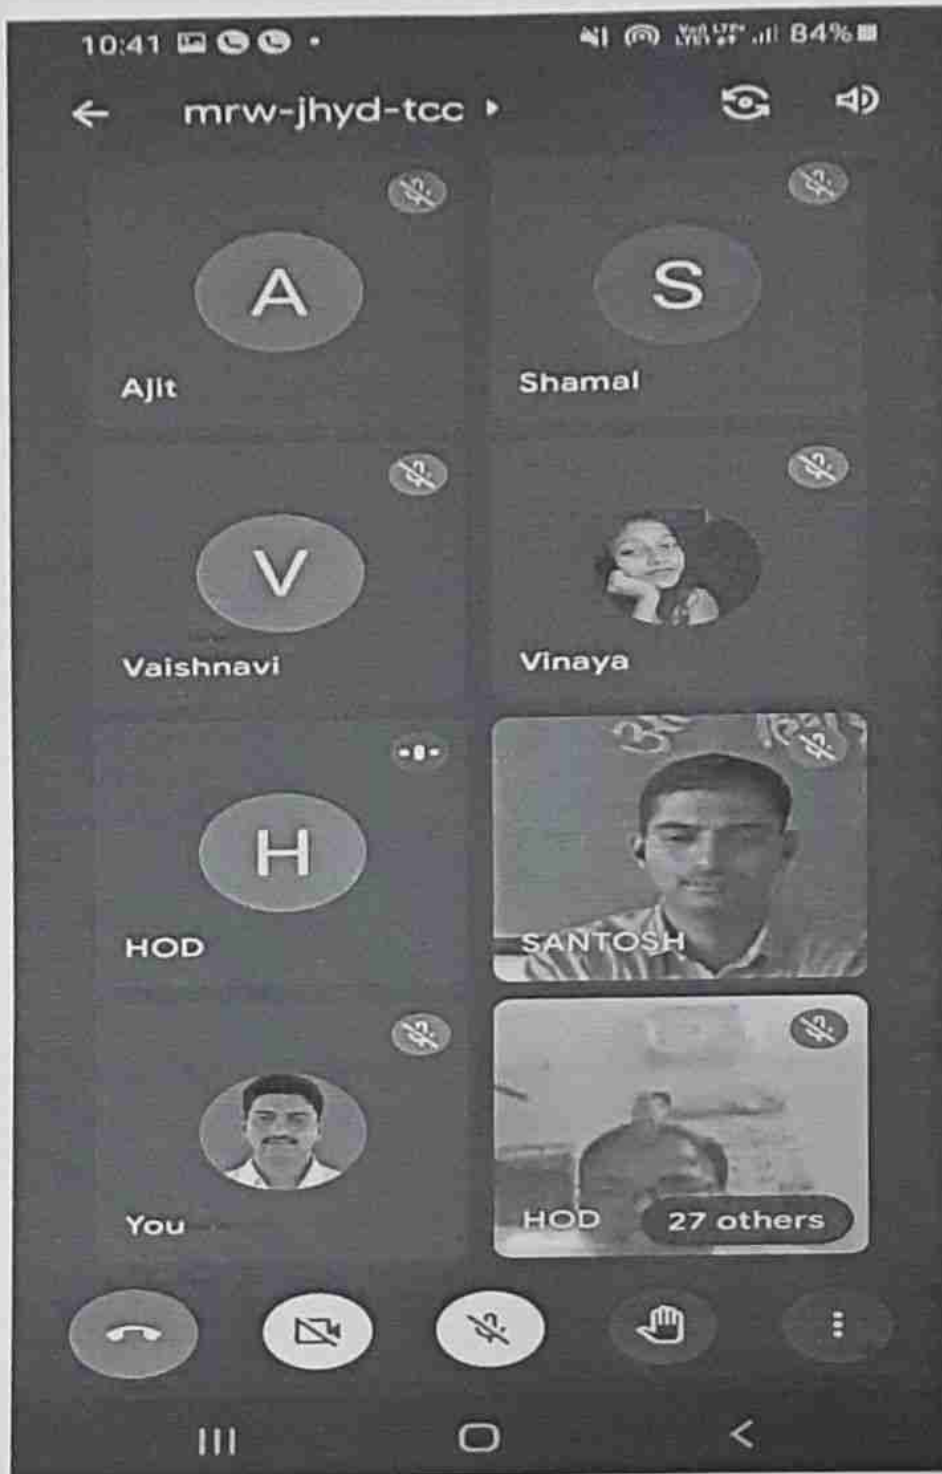 10:41 84%
mrw-jhyd-tcc
A S
Ajit Shamal
V
Vaishnavi Vinaya
H
HOD SANTOSH
You HOD 27 others